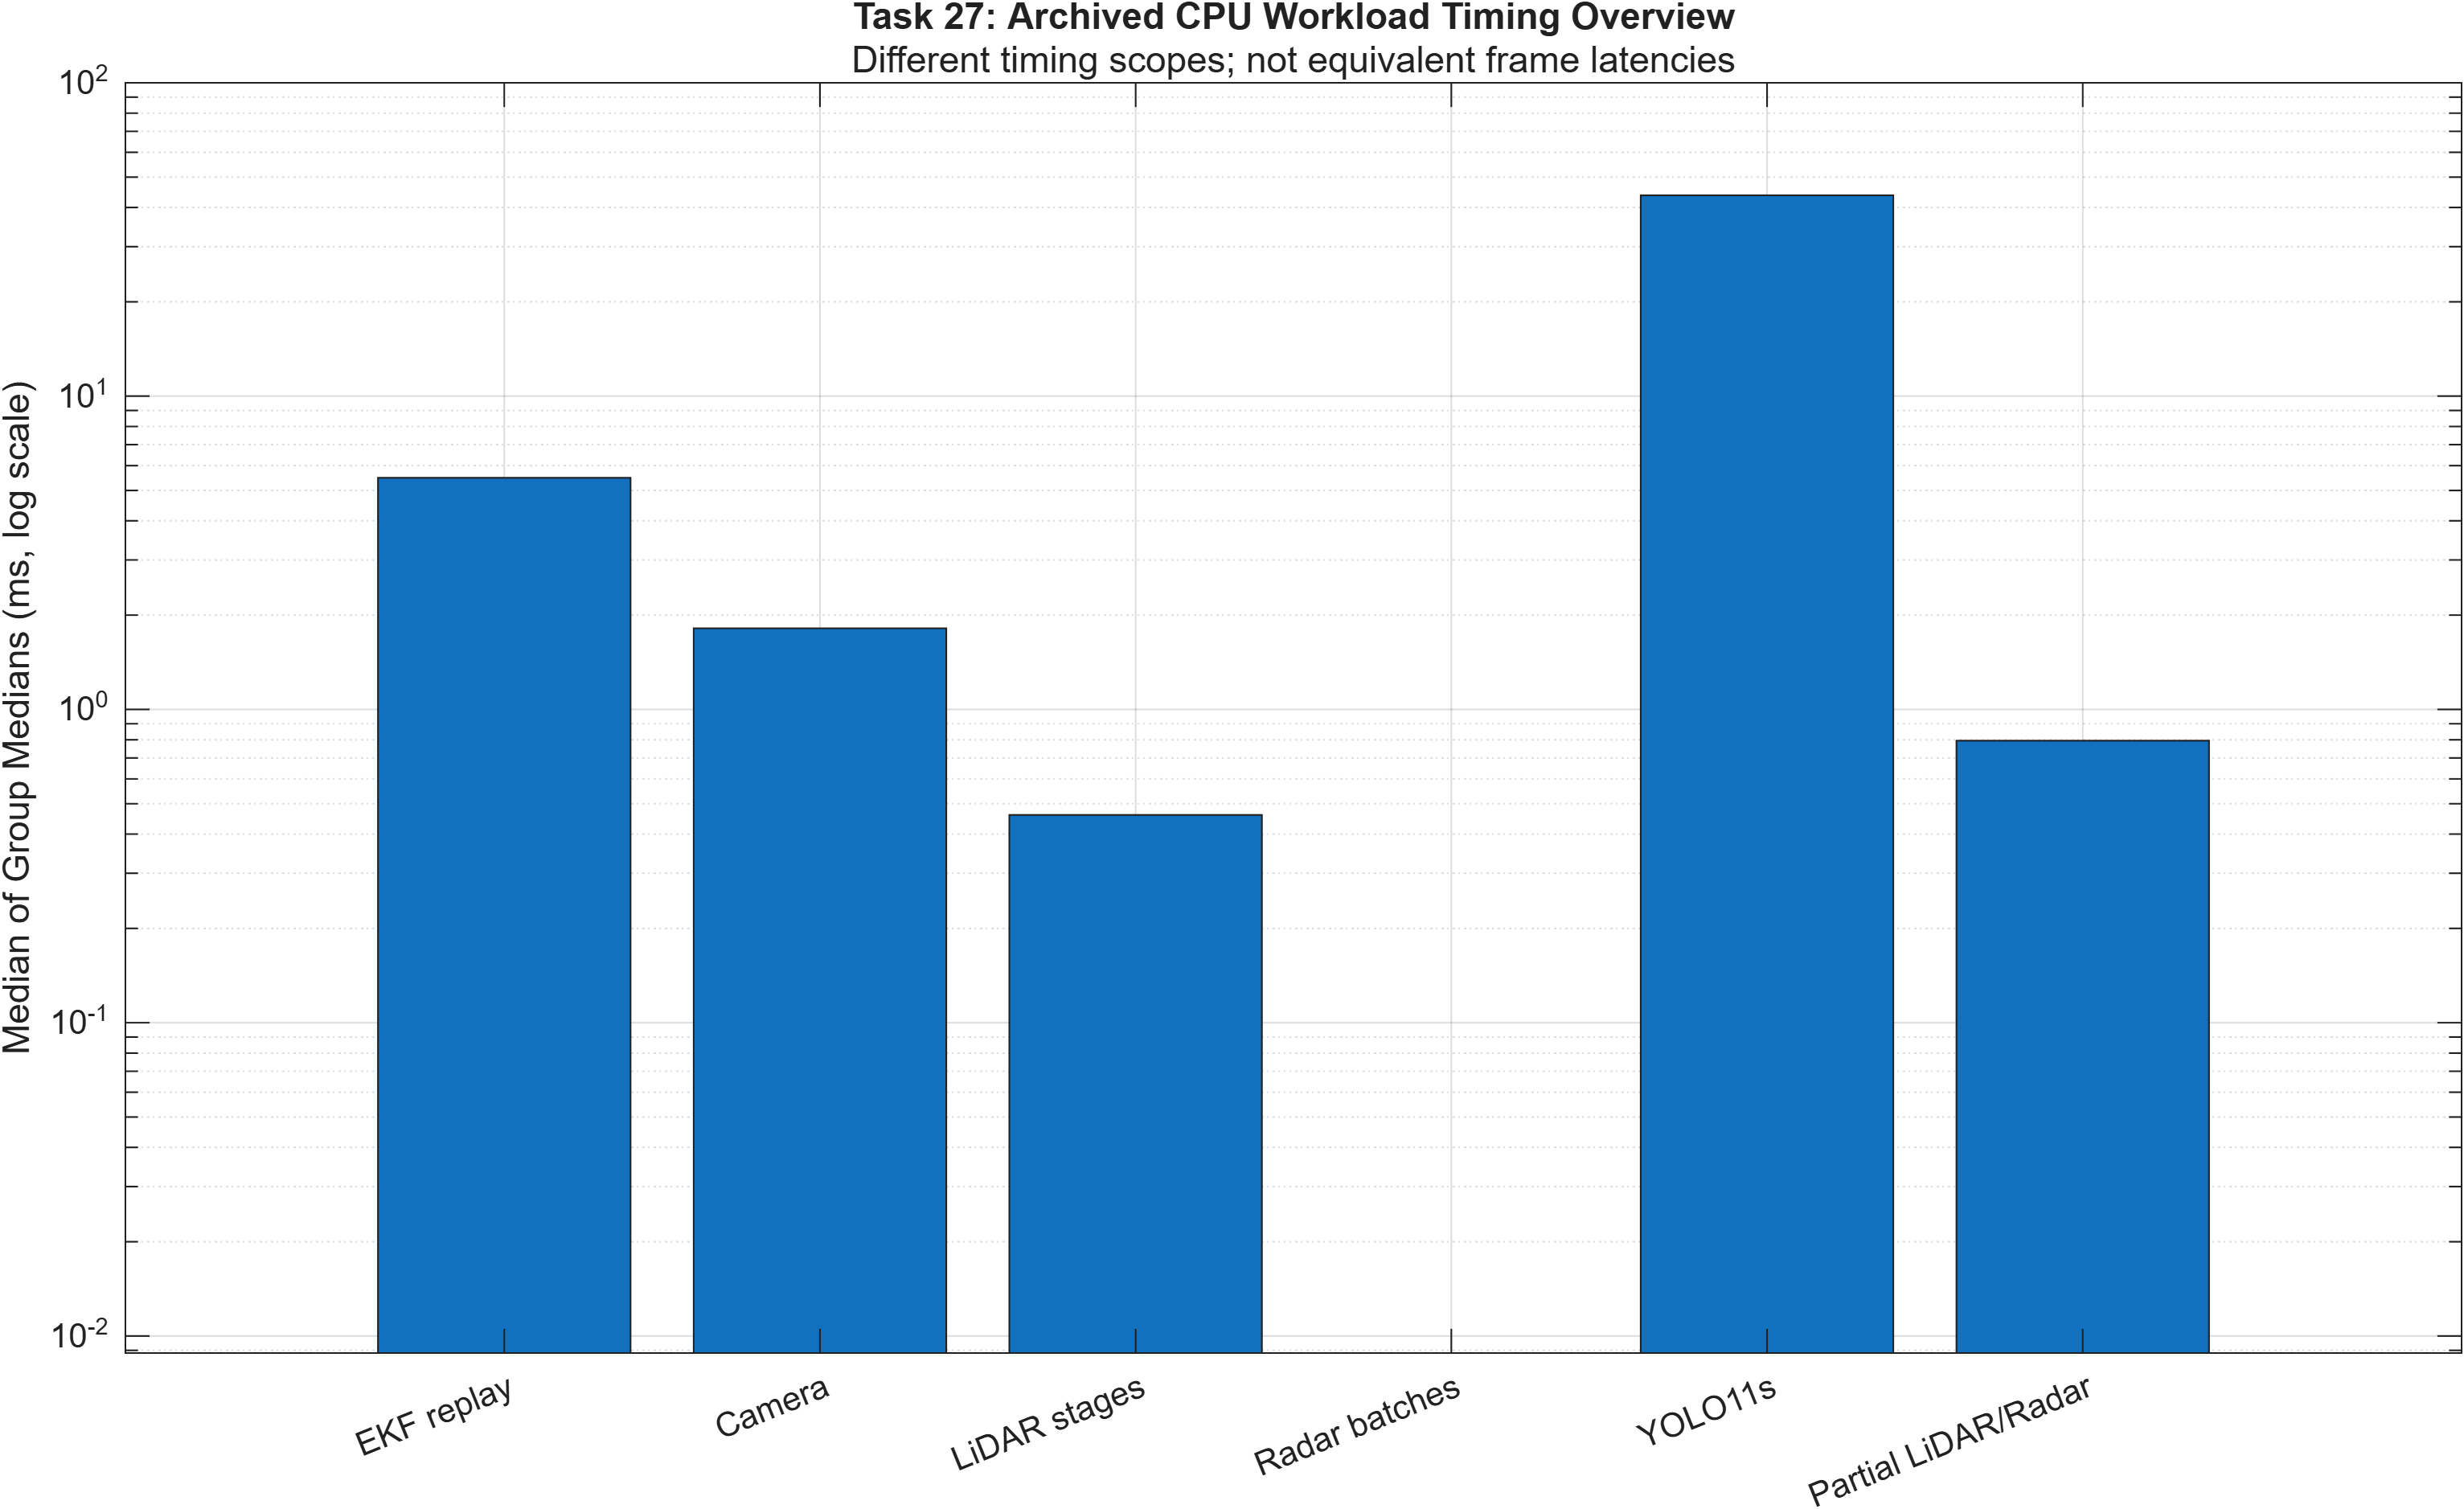 Task 27: Archived CPU Workload Timing Overview
Different timing scopes; not equivalent frame latencies
Median of Group Medians (ms, log scale)
10²
10¹
10⁰
10⁻¹
10⁻²
EKF replay
Camera
LiDAR stages
Radar batches
YOLO11s
Partial LiDAR/Radar